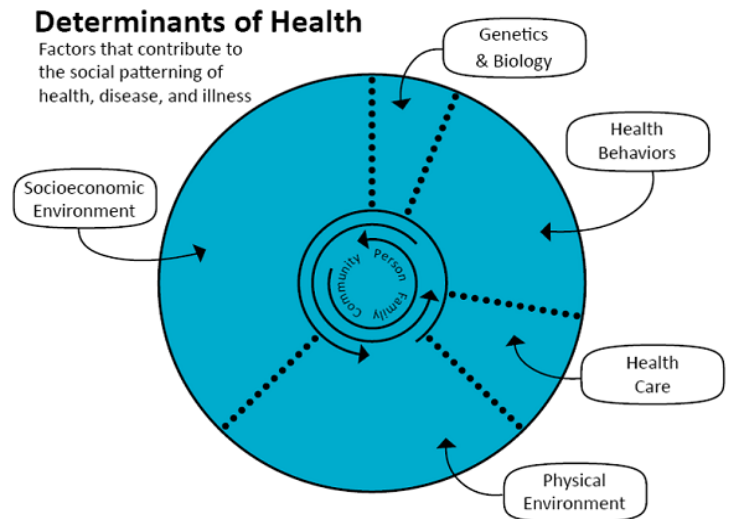 Determinants of Health
Factors that contribute to
the social patterning of
health, disease, and illness
Genetics
& Biology
Health
Behaviors
Socioeconomic
Environment
Person
Family
Community
Health
Care
Physical
Environment